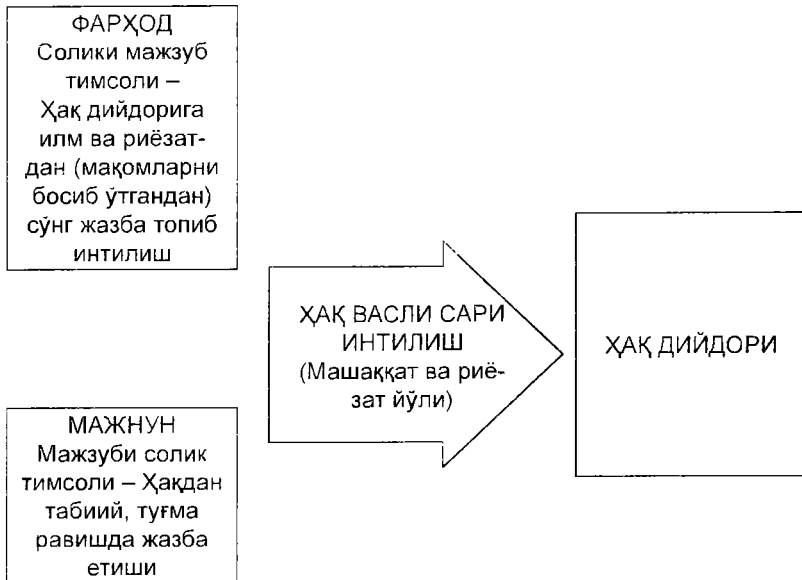 ФАРҲОД
Солики мажзуб
тимсоли –
Ҳақ дийдорига
илм ва риёзат-
дан (мақомларни
босиб ўтгандан)
сўнг жазба топиб
интилиш
МАЖНУН
Мажзуби солик
тимсоли – Ҳақдан
табиий, туғма
равишда жазба
етиши
ҲАҚ ВАСЛИ САРИ
ИНТИЛИШ
(Машаққат ва риё-
зат йўли)
ҲАҚ ДИЙДОРИ